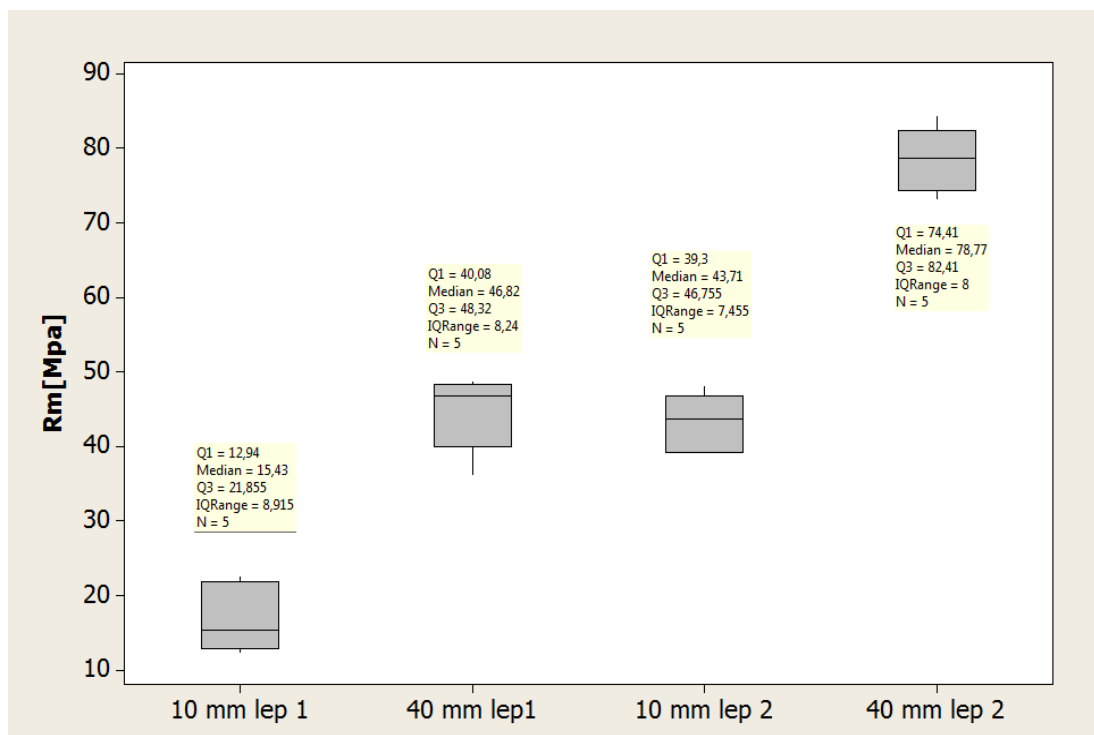 90
80
70
60
50
40
30
20
10
Rm[Mpa]
Q1 = 12,94
Median = 15,43
Q3 = 21,855
IQRange = 8,915
N = 5
Q1 = 40,08
Median = 46,82
Q3 = 48,32
IQRange = 8,24
N = 5
Q1 = 39,3
Median = 43,71
Q3 = 46,755
IQRange = 7,455
N = 5
Q1 = 74,41
Median = 78,77
Q3 = 82,41
IQRange = 8
N = 5
10 mm lep 1
40 mm lep1
10 mm lep 2
40 mm lep 2